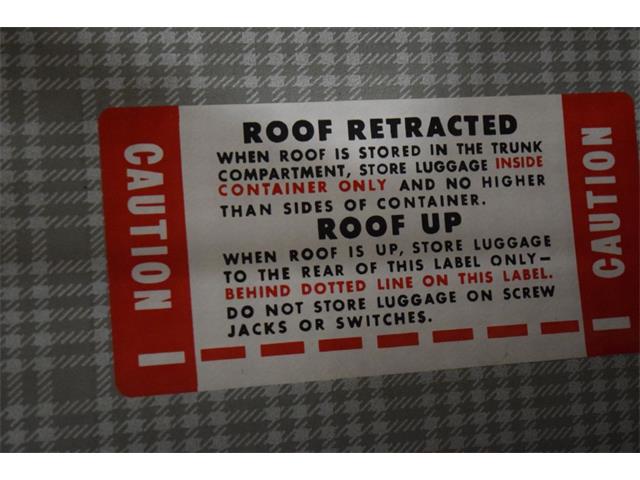 CAUTION
ROOF RETRACTED
WHEN ROOF IS STORED IN THE TRUNK
COMPARTMENT, STORE LUGGAGE INSIDE
CONTAINER ONLY AND NO HIGHER
THAN SIDES OF CONTAINER.
ROOF UP
WHEN ROOF IS UP, STORE LUGGAGE
TO THE REAR OF THIS LABEL ONLY—
BEHIND DOTTED LINE ON THIS LABEL.
DO NOT STORE LUGGAGE ON SCREW
JACKS OR SWITCHES.
CAUTION